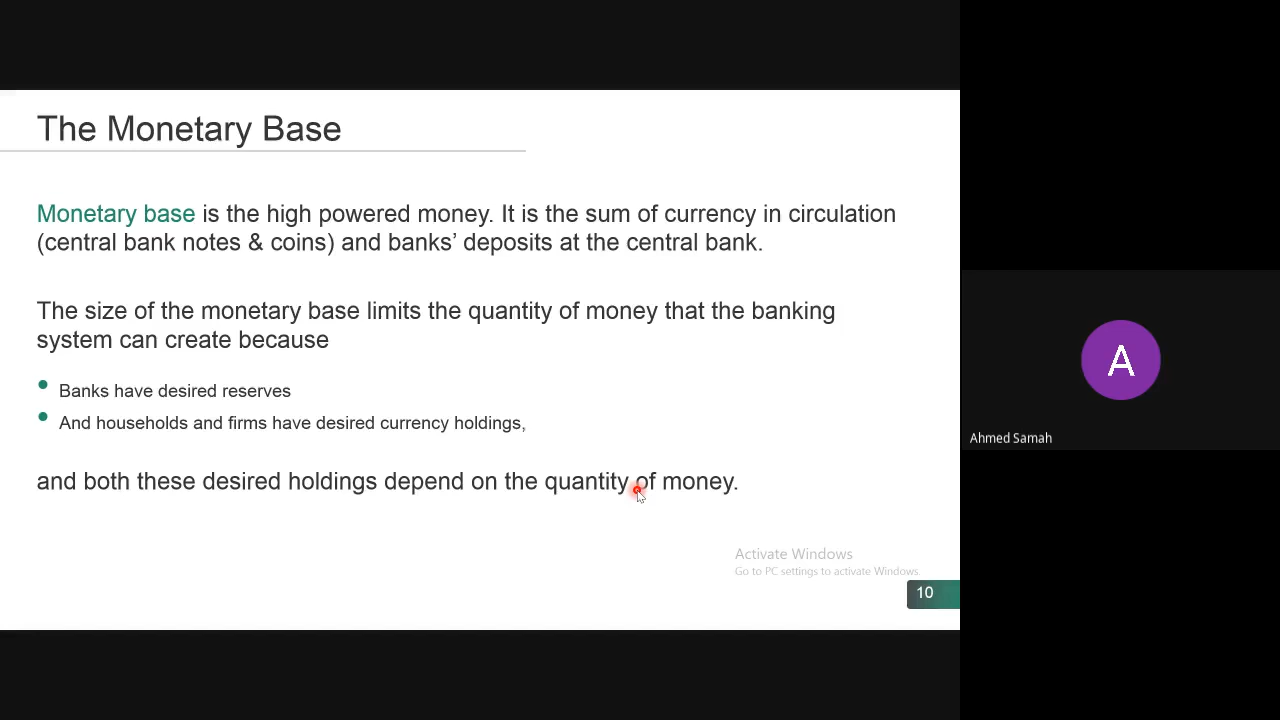 The Monetary Base
Monetary base is the high powered money. It is the sum of currency in circulation
(central bank notes & coins) and banks’ deposits at the central bank.
The size of the monetary base limits the quantity of money that the banking
system can create because
• Banks have desired reserves
• And households and firms have desired currency holdings,
and both these desired holdings depend on the quantity of money.
Activate Windows
Go to PC settings to activate Windows.
10
A
Ahmed Samah